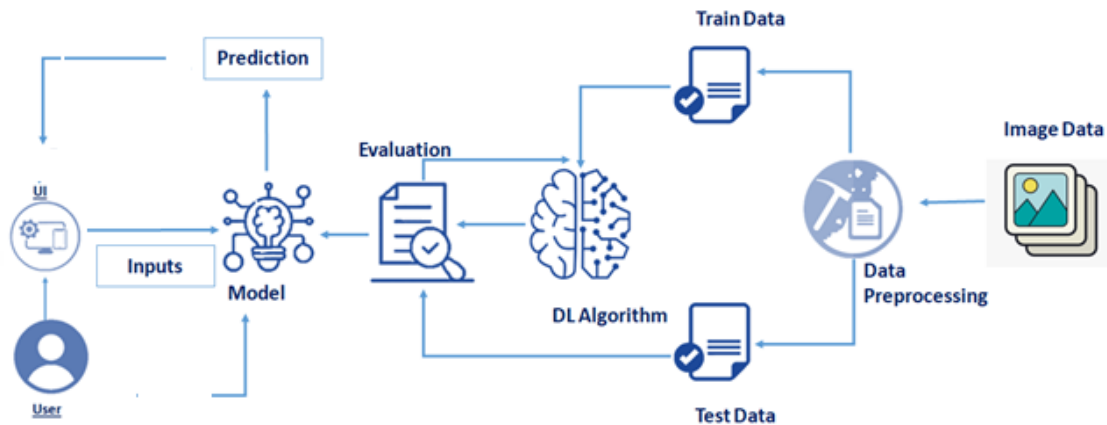 Train Data
Prediction
Image Data
Evaluation
UI
Inputs
Model
Data
Preprocessing
DL Algorithm
User
Test Data